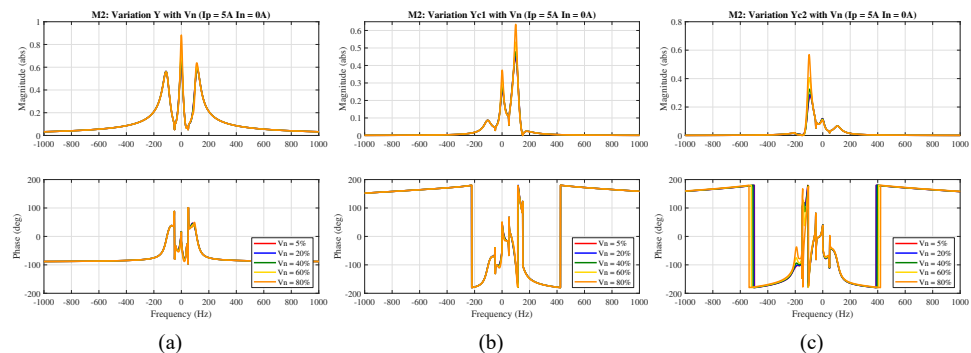 M2: Variation Y with Vn (Ip = 5A In = 0A)
Magnitude (abs)
1
0.8
0.6
0.4
0.2
0
-1000 -800 -600 -400 -200 0 200 400 600 800 1000
Phase (deg)
200
100
0
-100
-200
Vn = 5%
Vn = 20%
Vn = 40%
Vn = 60%
Vn = 80%
-1000 -800 -600 -400 -200 0 200 400 600 800 1000
Frequency (Hz)
(a)
M2: Variation Yc1 with Vn (Ip = 5A In = 0A)
Magnitude (abs)
0.6
0.5
0.4
0.3
0.2
0.1
0
-1000 -800 -600 -400 -200 0 200 400 600 800 1000
Phase (deg)
200
100
0
-100
-200
Vn = 5%
Vn = 20%
Vn = 40%
Vn = 60%
Vn = 80%
-1000 -800 -600 -400 -200 0 200 400 600 800 1000
Frequency (Hz)
(b)
M2: Variation Yc2 with Vn (Ip = 5A In = 0A)
Magnitude (abs)
0.8
0.6
0.4
0.2
0
-1000 -800 -600 -400 -200 0 200 400 600 800 1000
Phase (deg)
200
100
0
-100
-200
Vn = 5%
Vn = 20%
Vn = 40%
Vn = 60%
Vn = 80%
-1000 -800 -600 -400 -200 0 200 400 600 800 1000
Frequency (Hz)
(c)